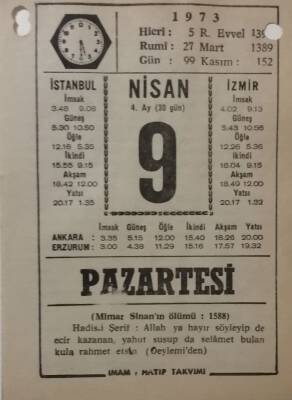 1973
Hicrî : 5 R. Evvel 139
Rumî : 27 Mart 1389
Gün : 99 Kasım : 152
İSTANBUL
İmsak
3.48 9.06
Güneş
5.30 10.50
Öğle
12.16 5.35
İkindi
15.55 9.15
Akşam
18.42 12.00
Yatsı
20.17 1.35
NİSAN
4. Ay (30 gün)
9
İZMİR
İmsak
4.02 9.13
Güneş
5.43 10.56
Öğle
12.26 5.36
İkindi
16.04 9.15
Akşam
18.49 12.00
Yatsı
20.17 1.32
İmsak Güneş Öğle İkindi Akşam Yatsı
ANKARA : 3.35 5.15 12.00 15.40 18.26 20.00
ERZURUM : 3.00 4.38 11.29 15.16 17.57 19.32
PAZARTESİ
(Mimar Sinan'ın ölümü : 1588)
Hadis.i Şerif : Allah ya hayır söyleyip de
ecir kazanan, yahut susup da selâmet bulan
kula rahmet etsin (Deylemi'den)
İMAM - HATİP TAKVİMİ